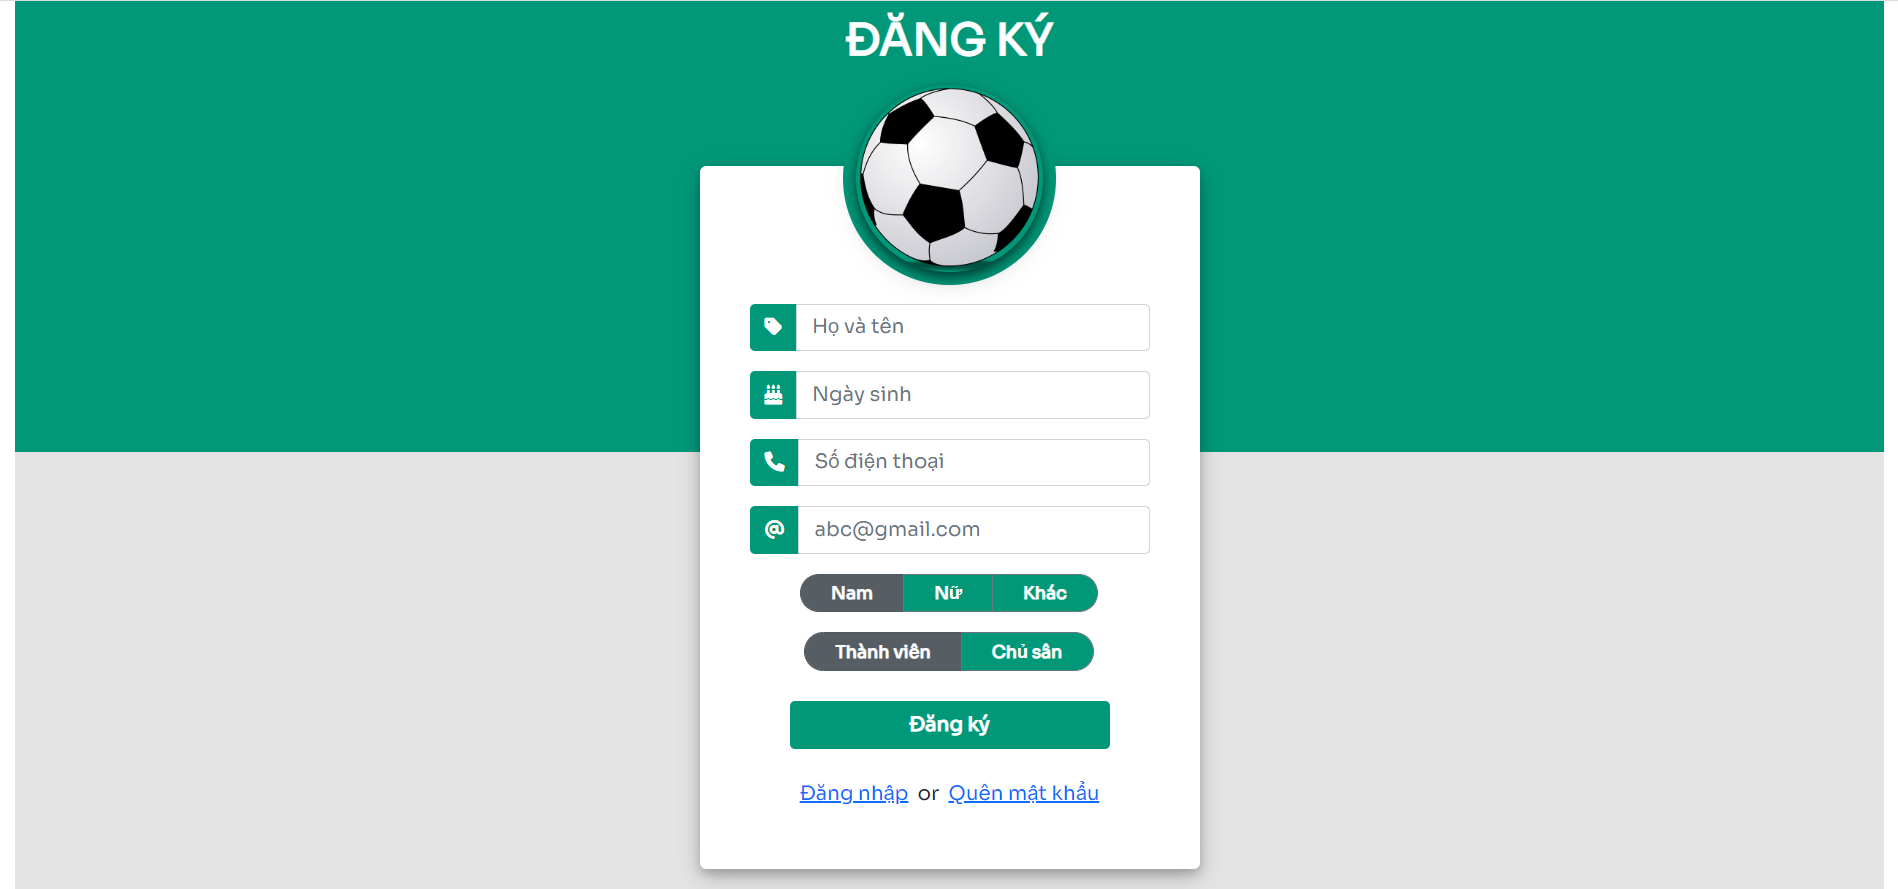 ĐĂNG KÝ
Họ và tên
Ngày sinh
Số điện thoại
@ abc@gmail.com
Nam Nữ Khác
Thành viên Chủ sân
Đăng ký
Đăng nhập or Quên mật khẩu